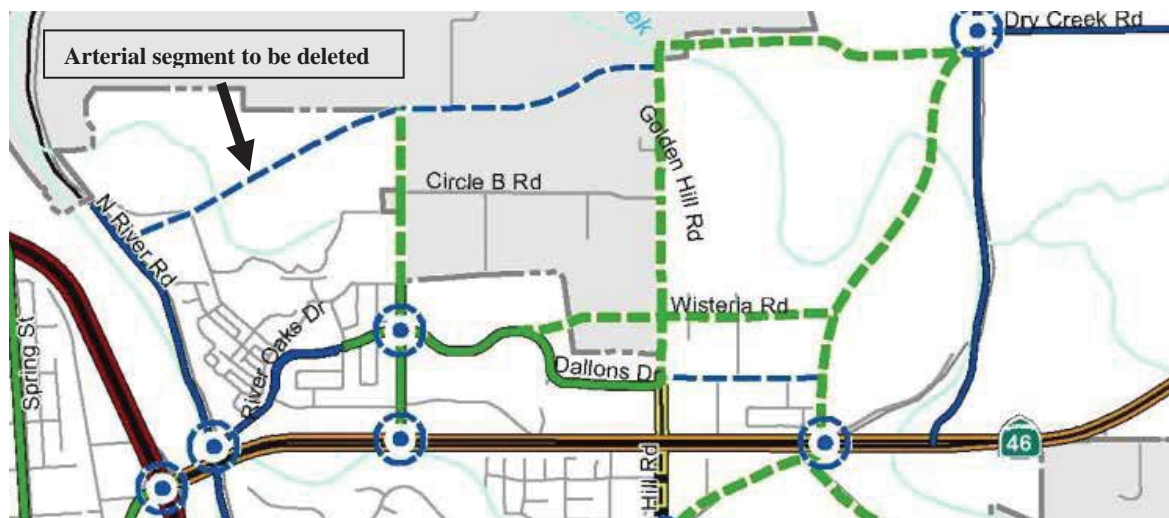 Arterial segment to be deleted
eek
Dry Creek Rd
Golden Hill Rd
Circle B Rd
N River Rd
Wisteria Rd
River Oaks Dr
Dallons Dr
Spring St
46
Hill Rd